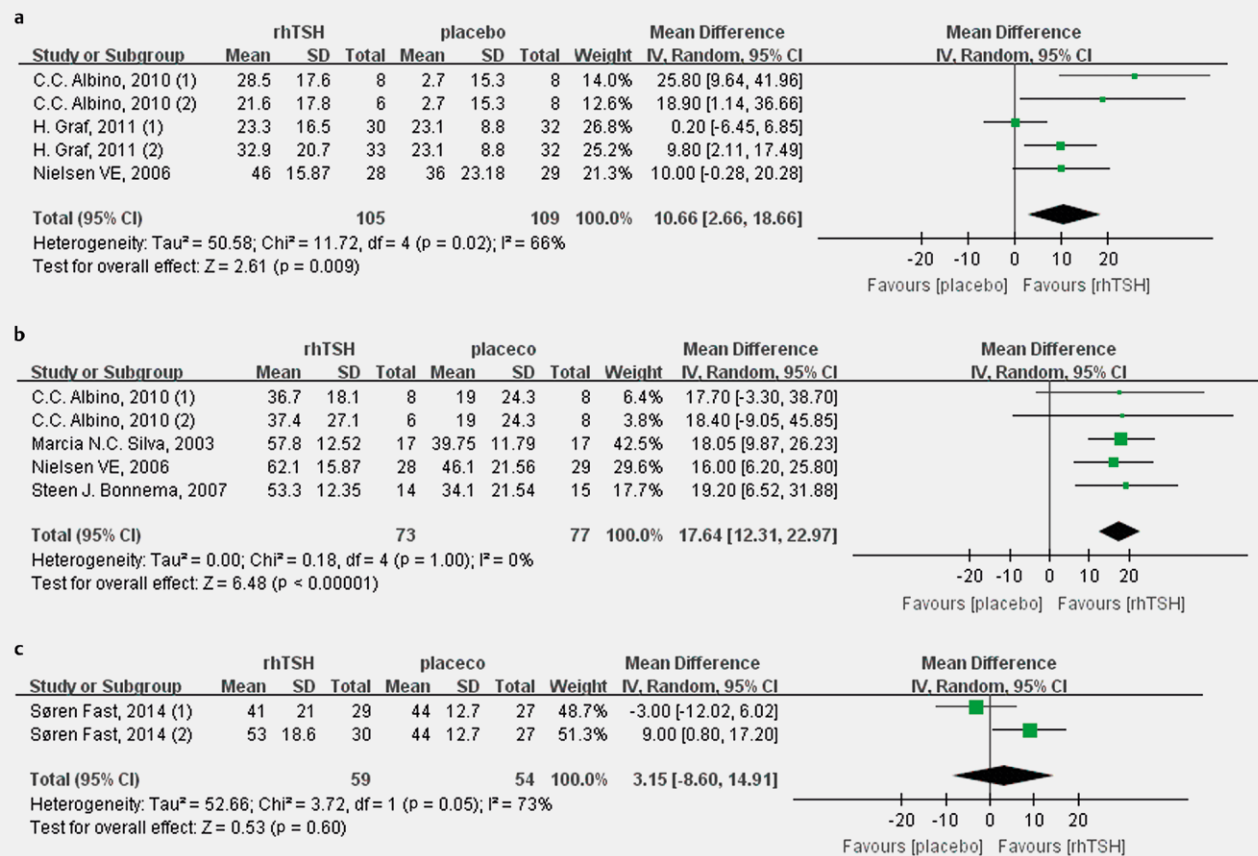 a
rhTSH placebo Mean Difference Mean Difference
Study or Subgroup Mean SD Total Mean SD Total Weight IV, Random, 95% CI IV, Random, 95% CI
C.C. Albino, 2010 (1) 28.5 17.6 8 2.7 15.3 8 14.0% 25.80 [9.64, 41.96]
C.C. Albino, 2010 (2) 21.6 17.8 6 2.7 15.3 8 12.6% 18.90 [1.14, 36.66]
H. Graf, 2011 (1) 23.3 16.5 30 23.1 8.8 32 26.8% 0.20 [-6.45, 6.85]
H. Graf, 2011 (2) 32.9 20.7 33 23.1 8.8 32 25.2% 9.80 [2.11, 17.49]
Nielsen VE, 2006 46 15.87 28 36 23.18 29 21.3% 10.00 [-0.28, 20.28]
Total (95% CI) 105 109 100.0% 10.66 [2.66, 18.66]
Heterogeneity: Tau² = 50.58; Chi² = 11.72, df = 4 (p = 0.02); I² = 66%
Test for overall effect: Z = 2.61 (p = 0.009)
-20 -10 0 10 20
Favours [placebo] Favours [rhTSH]
b
rhTSH placeco Mean Difference Mean Difference
Study or Subgroup Mean SD Total Mean SD Total Weight IV, Random, 95% CI IV, Random, 95% CI
C.C. Albino, 2010 (1) 36.7 18.1 8 19 24.3 8 6.4% 17.70 [-3.30, 38.70]
C.C. Albino, 2010 (2) 37.4 27.1 6 19 24.3 8 3.8% 18.40 [-9.05, 45.85]
Marcia N.C. Silva, 2003 57.8 12.52 17 39.75 11.79 17 42.5% 18.05 [9.87, 26.23]
Nielsen VE, 2006 62.1 15.87 28 46.1 21.56 29 29.6% 16.00 [6.20, 25.80]
Steen J. Bonnema, 2007 53.3 12.35 14 34.1 21.54 15 17.7% 19.20 [6.52, 31.88]
Total (95% CI) 73 77 100.0% 17.64 [12.31, 22.97]
Heterogeneity: Tau² = 0.00; Chi² = 0.18, df = 4 (p = 1.00); I² = 0%
Test for overall effect: Z = 6.48 (p < 0.00001)
-20 -10 0 10 20
Favours [placebo] Favours [rhTSH]
c
rhTSH placeco Mean Difference Mean Difference
Study or Subgroup Mean SD Total Mean SD Total Weight IV, Random, 95% CI IV, Random, 95% CI
Søren Fast, 2014 (1) 41 21 29 44 12.7 27 48.7% -3.00 [-12.02, 6.02]
Søren Fast, 2014 (2) 53 18.6 30 44 12.7 27 51.3% 9.00 [0.80, 17.20]
Total (95% CI) 59 54 100.0% 3.15 [-8.60, 14.91]
Heterogeneity: Tau² = 52.66; Chi² = 3.72, df = 1 (p = 0.05); I² = 73%
Test for overall effect: Z = 0.53 (p = 0.60)
-20 -10 0 10 20
Favours [placebo] Favours [rhTSH]